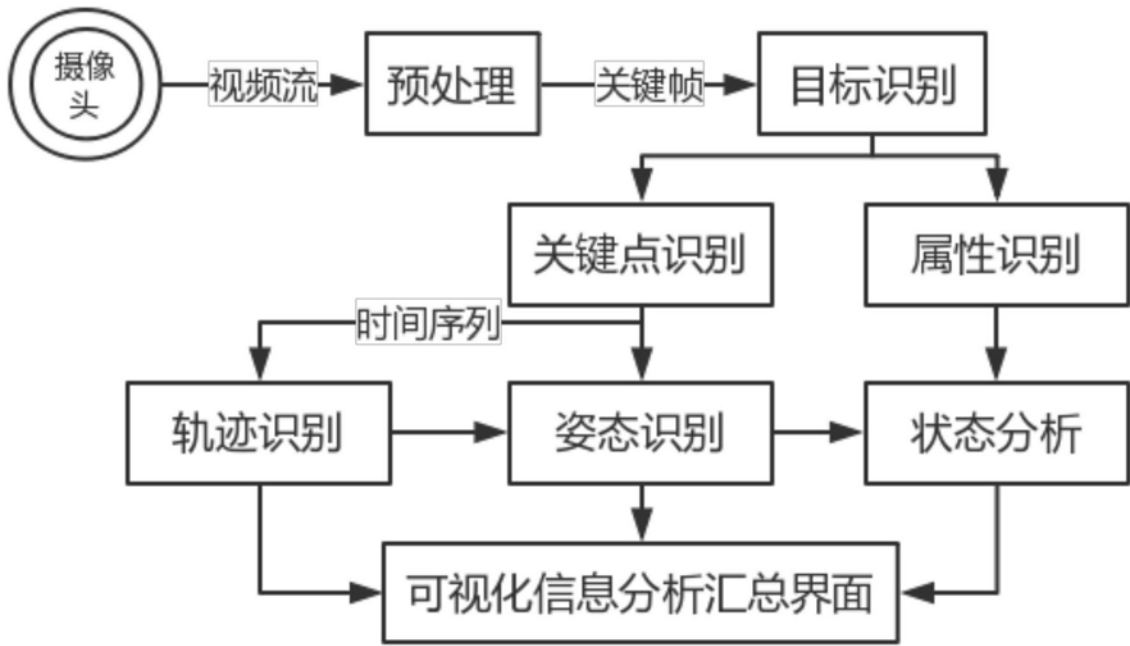 摄像
头
视频流
预处理
关键帧
目标识别
关键点识别
属性识别
时间序列
轨迹识别
姿态识别
状态分析
可视化信息分析汇总界面